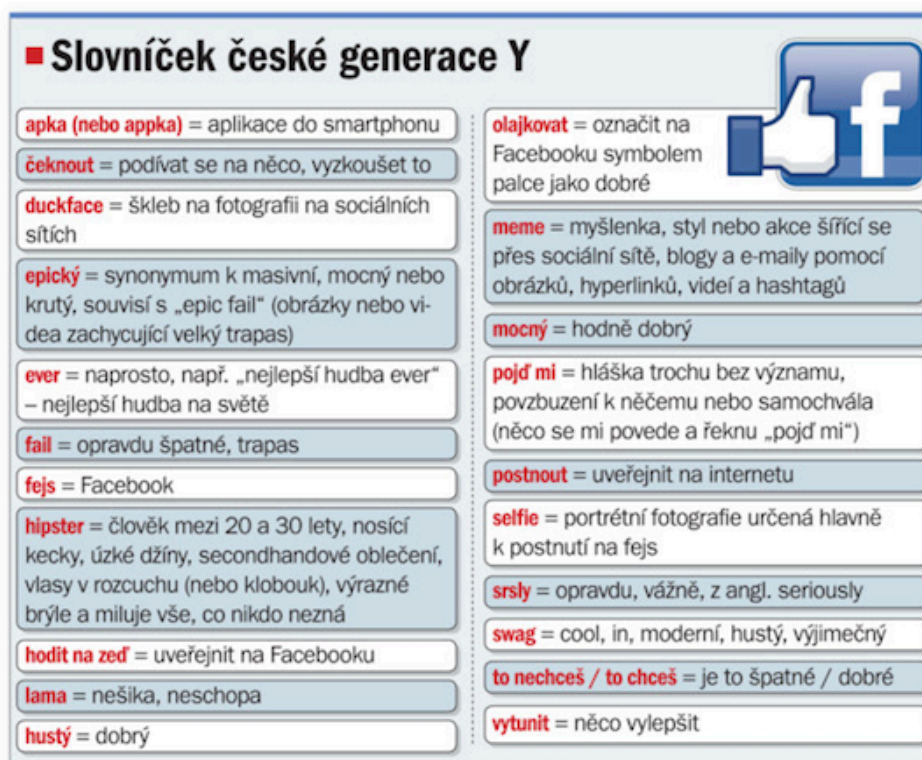 Slovníček české generace Y
apka (nebo appka) = aplikace do smartphonu
čeknout = podívat se na něco, vyzkoušet to
duckface = škleb na fotografii na sociálních
sítích
epický = synonymum k masivní, mocný nebo
krutý, souvisí s „epic fail“ (obrázky nebo vi-
dea zachycující velký trapas)
ever = naprosto, např. „nejlepší hudba ever“
– nejlepší hudba na světě
fail = opravdu špatné, trapas
fejs = Facebook
hipster = člověk mezi 20 a 30 lety, nosící
kecky, úzké džíny, secondhandové oblečení,
vlasy v rozcuchu (nebo klobouk), výrazné
brýle a miluje vše, co nikdo nezná
hodit na zeď = uveřejnit na Facebooku
lama = nešika, neschopa
hustý = dobrý
olajkovat = označit na
Facebooku symbolem
palce jako dobré
f
meme = myšlenka, styl nebo akce šířící se
přes sociální sítě, blogy a e-maily pomocí
obrázků, hyperlinků, videí a hashtagů
mocný = hodně dobrý
pojď mi = hláška trochu bez významu,
povzbuzení k něčemu nebo samochvála
(něco se mi povede a řeknu „pojď mi“)
postnout = uveřejnit na internetu
selfie = portrétní fotografie určená hlavně
k postnutí na fejs
srsly = opravdu, vážně, z angl. seriously
swag = cool, in, moderní, hustý, výjimečný
to nechceš / to chceš = je to špatné / dobré
vytunit = něco vylepšit